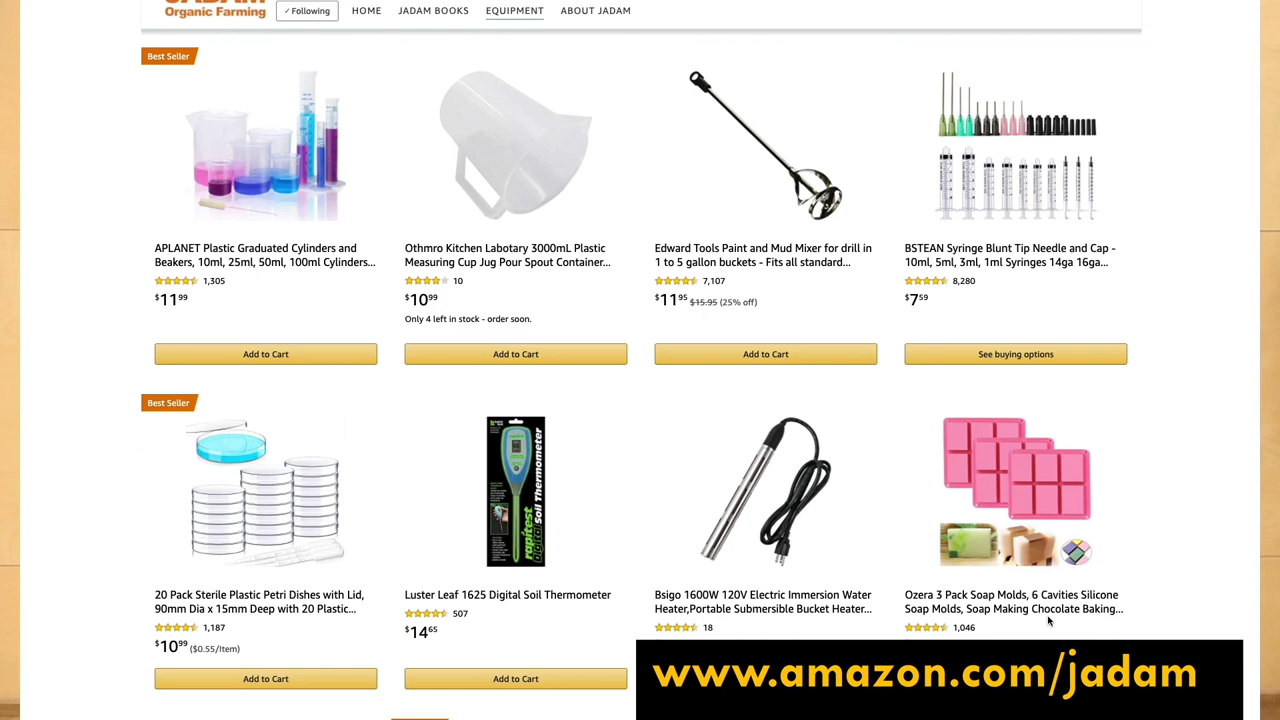 JADAM
Organic Farming
✓ Following
HOME
JADAM BOOKS
EQUIPMENT
ABOUT JADAM
Best Seller
APLANET Plastic Graduated Cylinders and
Beakers, 10ml, 25ml, 50ml, 100ml Cylinders...
1,305
$11.99
Add to Cart
Othmro Kitchen Labotary 3000mL Plastic
Measuring Cup Jug Pour Spout Container...
10
$10.99
Only 4 left in stock - order soon.
Add to Cart
Edward Tools Paint and Mud Mixer for drill in
1 to 5 gallon buckets - Fits all standard...
7,107
$11.95 $15.95 (25% off)
Add to Cart
BSTEAN Syringe Blunt Tip Needle and Cap -
10ml, 5ml, 3ml, 1ml Syringes 14ga 16ga...
8,280
$7.59
See buying options
Best Seller
20 Pack Sterile Plastic Petri Dishes with Lid,
90mm Dia x 15mm Deep with 20 Plastic...
1,187
$10.99 ($0.55/Item)
Add to Cart
rapitest
Digital Soil Thermometer
Luster Leaf 1625 Digital Soil Thermometer
507
$14.65
Add to Cart
Bsigo 1600W 120V Electric Immersion Water
Heater,Portable Submersible Bucket Heater...
18
Ozera 3 Pack Soap Molds, 6 Cavities Silicone
Soap Molds, Soap Making Chocolate Baking...
1,046
www.amazon.com/jadam